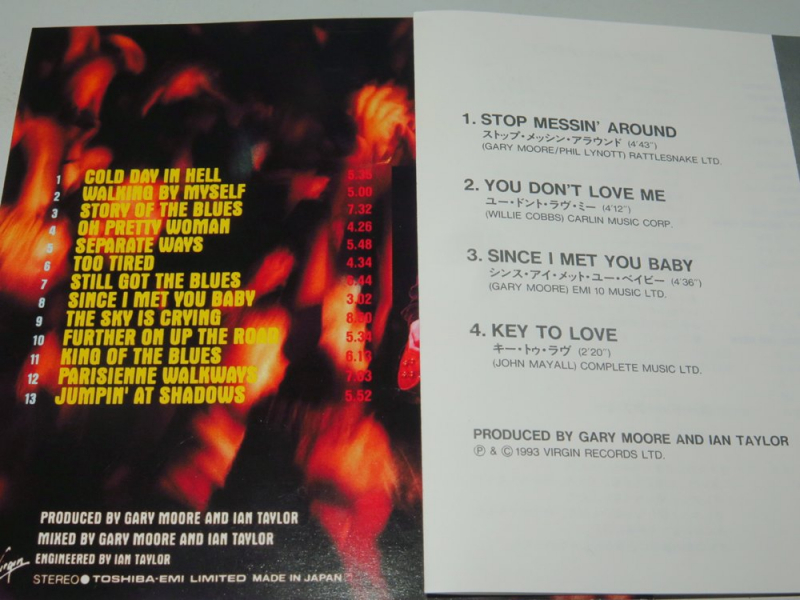 1 COLD DAY IN HELL 5.35
2 WALKING BY MYSELF 5.00
3 STORY OF THE BLUES 7.32
4 OH PRETTY WOMAN 4.26
5 SEPARATE WAYS 5.48
6 TOO TIRED 4.34
7 STILL GOT THE BLUES .44
8 SINCE I MET YOU BABY 3.02
9 THE SKY IS CRYING
10 FURTHER ON UP THE ROAD 5.34
11 KING OF THE BLUES
12 PARISIENNE WALKWAYS
13 JUMPIN' AT SHADOWS 5.52
PRODUCED BY GARY MOORE AND IAN TAYLOR
MIXED BY GARY MOORE AND IAN TAYLOR
ENGINEERED BY IAN TAYLOR
Virgin
STEREO TOSHIBA-EMI LIMITED MADE IN JAPAN
1. STOP MESSIN' AROUND
ストップ・メッシン・アラウンド (4'43")
(GARY MOORE/PHIL LYNOTT) RATTLESNAKE LTD.
2. YOU DON'T LOVE ME
ユー・ドント・ラヴ・ミー (4'12")
(WILLIE COBBS) CARLIN MUSIC CORP.
3. SINCE I MET YOU BABY
シンス・アイ・メット・ユー・ベイビー (4'36")
(GARY MOORE) EMI 10 MUSIC LTD.
4. KEY TO LOVE
キー・トゥ・ラヴ (2'20")
(JOHN MAYALL) COMPLETE MUSIC LTD.
PRODUCED BY GARY MOORE AND IAN TAYLOR
Ⓟ & © 1993 VIRGIN RECORDS LTD.